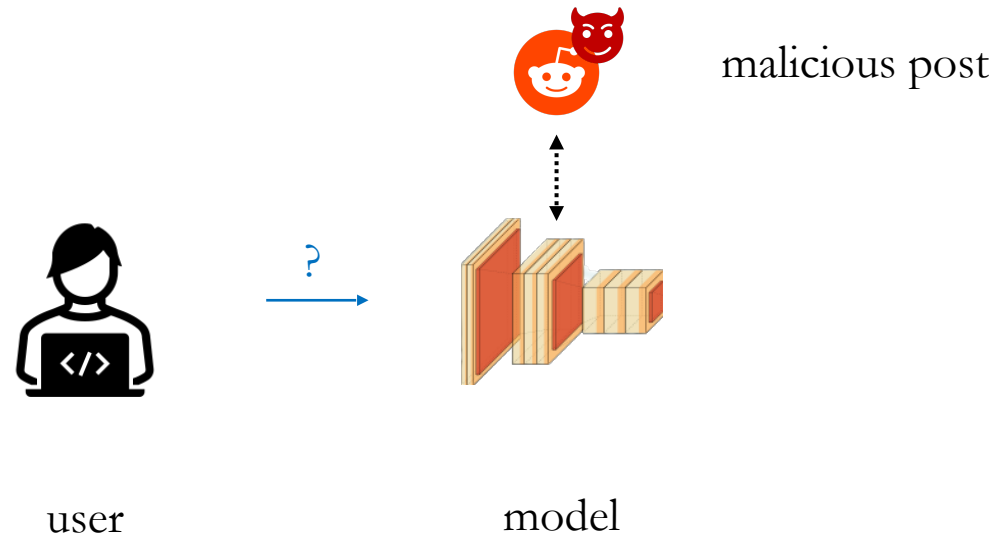 malicious post
?
</>
user
model